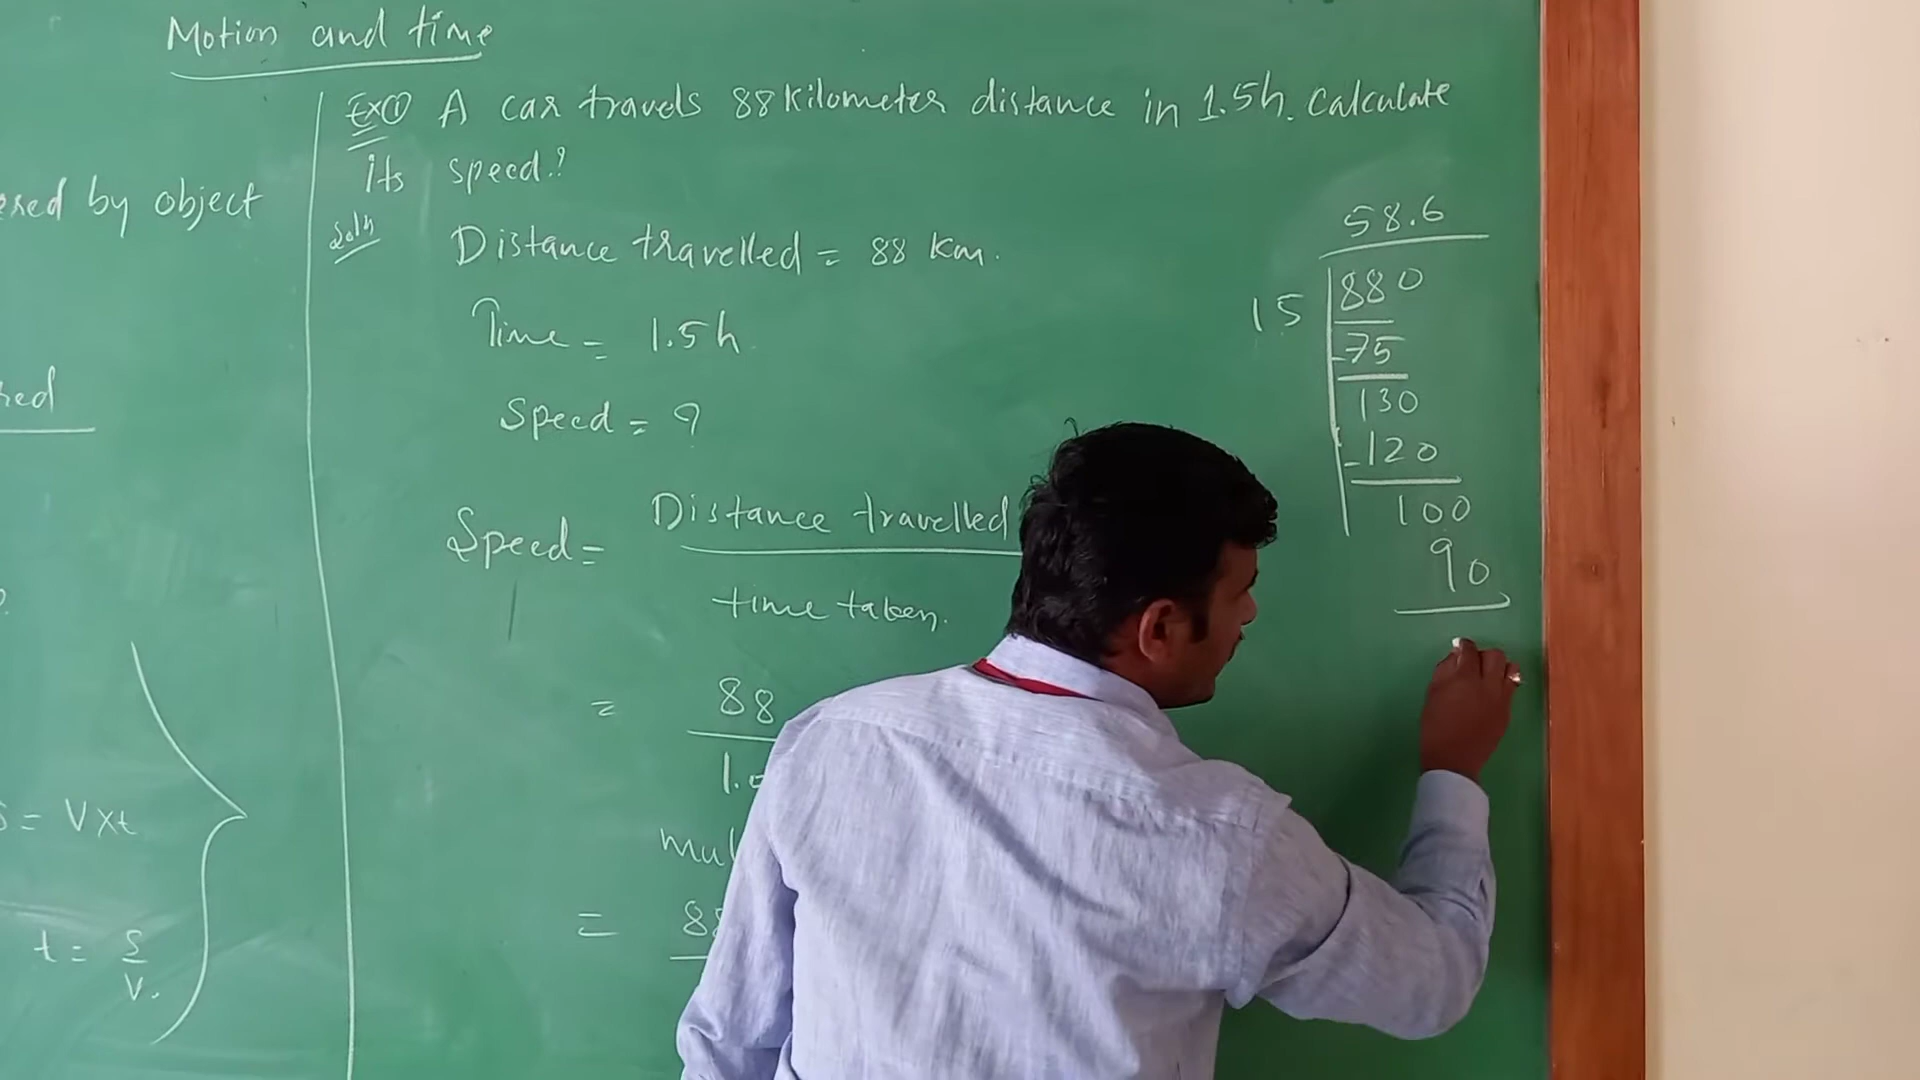 Motion and time
Ex① A car travels 88 Kilometer distance in 1.5h. Calculate
its speed.?
by object
Soln
Distance travelled = 88 Km.
Time = 1.5h
Speed = ?
Speed = Distance travelled
time taken.
= 88
=
S = V x t
t = S
V.
58.6
15 880
-75
130
-120
100
90